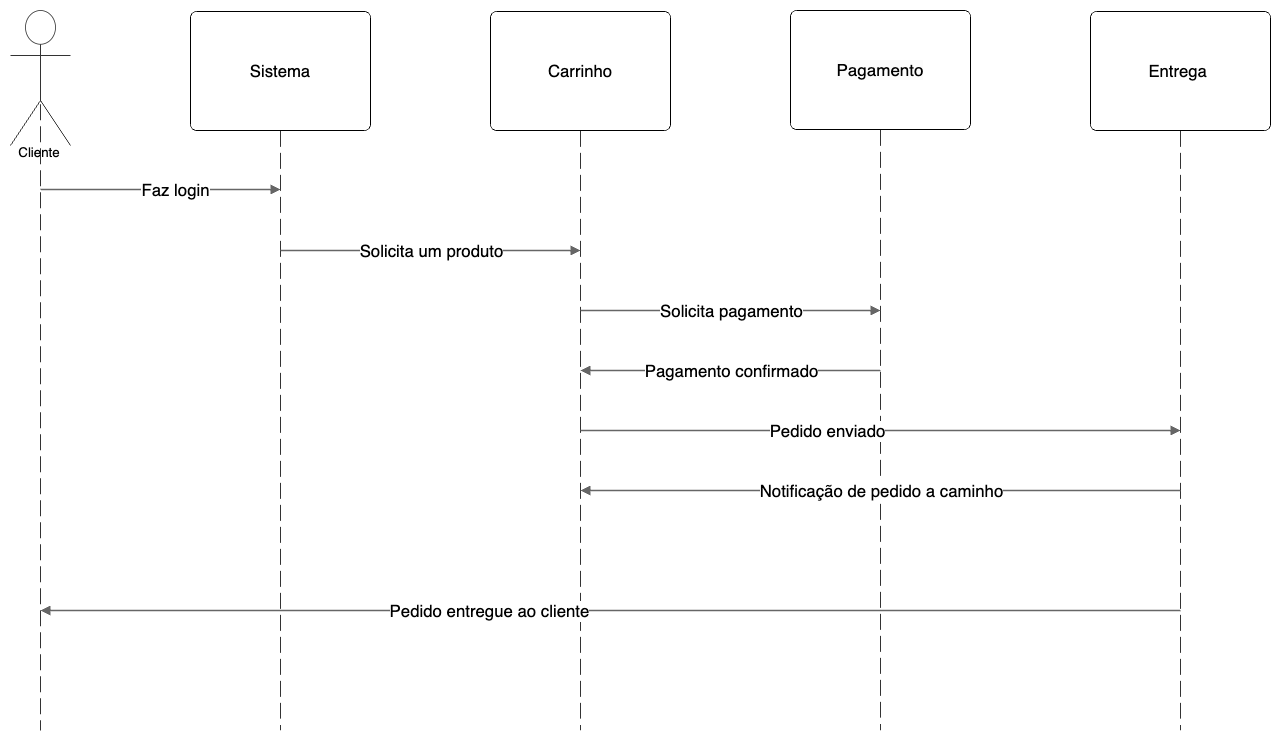 Cliente
Sistema
Carrinho
Pagamento
Entrega
Faz login
Solicita um produto
Solicita pagamento
Pagamento confirmado
Pedido enviado
Notificação de pedido a caminho
Pedido entregue ao cliente